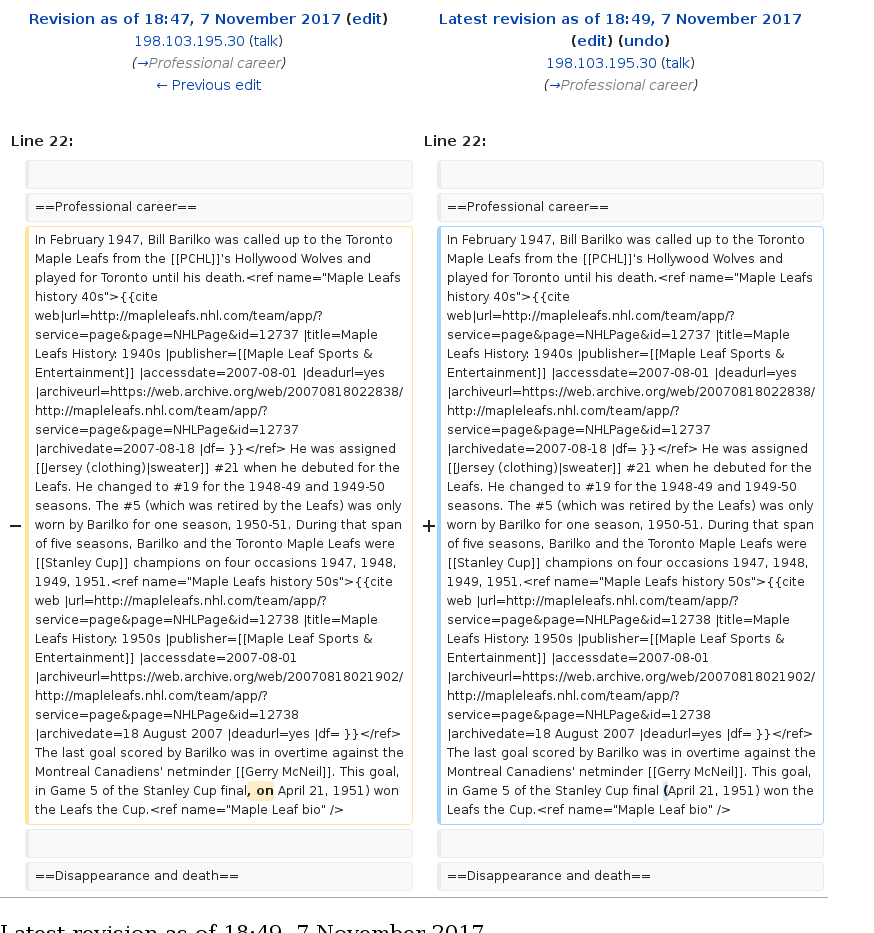 Revision as of 18:47, 7 November 2017 (edit)
198.103.195.30 (talk)
(→Professional career)
← Previous edit
Latest revision as of 18:49, 7 November 2017
(edit) (undo)
198.103.195.30 (talk)
(→Professional career)
Line 22:
==Professional career==
−
In February 1947, Bill Barilko was called up to the Toronto
Maple Leafs from the [[PCHL]]'s Hollywood Wolves and
played for Toronto until his death.<ref name="Maple Leafs
history 40s">{{cite
web|url=http://mapleleafs.nhl.com/team/app/?
service=page&page=NHLPage&id=12737 |title=Maple
Leafs History: 1940s |publisher=[[Maple Leaf Sports &
Entertainment]] |accessdate=2007-08-01 |deadurl=yes
|archiveurl=https://web.archive.org/web/20070818022838/
http://mapleleafs.nhl.com/team/app/?
service=page&page=NHLPage&id=12737
|archivedate=2007-08-18 |df= }}</ref> He was assigned
[[Jersey (clothing)|sweater]] #21 when he debuted for the
Leafs. He changed to #19 for the 1948-49 and 1949-50
seasons. The #5 (which was retired by the Leafs) was only
worn by Barilko for one season, 1950-51. During that span
of five seasons, Barilko and the Toronto Maple Leafs were
[[Stanley Cup]] champions on four occasions 1947, 1948,
1949, 1951.<ref name="Maple Leafs history 50s">{{cite
web |url=http://mapleleafs.nhl.com/team/app/?
service=page&page=NHLPage&id=12738 |title=Maple
Leafs History: 1950s |publisher=[[Maple Leaf Sports &
Entertainment]] |accessdate=2007-08-01
|archiveurl=https://web.archive.org/web/20070818021902/
http://mapleleafs.nhl.com/team/app/?
service=page&page=NHLPage&id=12738
|archivedate=18 August 2007 |deadurl=yes |df= }}</ref>
The last goal scored by Barilko was in overtime against the
Montreal Canadiens' netminder [[Gerry McNeil]]. This goal,
in Game 5 of the Stanley Cup final, on April 21, 1951) won
the Leafs the Cup.<ref name="Maple Leaf bio" />
==Disappearance and death==
Line 22:
==Professional career==
+
In February 1947, Bill Barilko was called up to the Toronto
Maple Leafs from the [[PCHL]]'s Hollywood Wolves and
played for Toronto until his death.<ref name="Maple Leafs
history 40s">{{cite
web|url=http://mapleleafs.nhl.com/team/app/?
service=page&page=NHLPage&id=12737 |title=Maple
Leafs History: 1940s |publisher=[[Maple Leaf Sports &
Entertainment]] |accessdate=2007-08-01 |deadurl=yes
|archiveurl=https://web.archive.org/web/20070818022838/
http://mapleleafs.nhl.com/team/app/?
service=page&page=NHLPage&id=12737
|archivedate=2007-08-18 |df= }}</ref> He was assigned
[[Jersey (clothing)|sweater]] #21 when he debuted for the
Leafs. He changed to #19 for the 1948-49 and 1949-50
seasons. The #5 (which was retired by the Leafs) was only
worn by Barilko for one season, 1950-51. During that span
of five seasons, Barilko and the Toronto Maple Leafs were
[[Stanley Cup]] champions on four occasions 1947, 1948,
1949, 1951.<ref name="Maple Leafs history 50s">{{cite
web |url=http://mapleleafs.nhl.com/team/app/?
service=page&page=NHLPage&id=12738 |title=Maple
Leafs History: 1950s |publisher=[[Maple Leaf Sports &
Entertainment]] |accessdate=2007-08-01
|archiveurl=https://web.archive.org/web/20070818021902/
http://mapleleafs.nhl.com/team/app/?
service=page&page=NHLPage&id=12738
|archivedate=18 August 2007 |deadurl=yes |df= }}</ref>
The last goal scored by Barilko was in overtime against the
Montreal Canadiens' netminder [[Gerry McNeil]]. This goal,
in Game 5 of the Stanley Cup final (April 21, 1951) won the
Leafs the Cup.<ref name="Maple Leaf bio" />
==Disappearance and death==
Latest revision as of 18:49, 7 November 2017